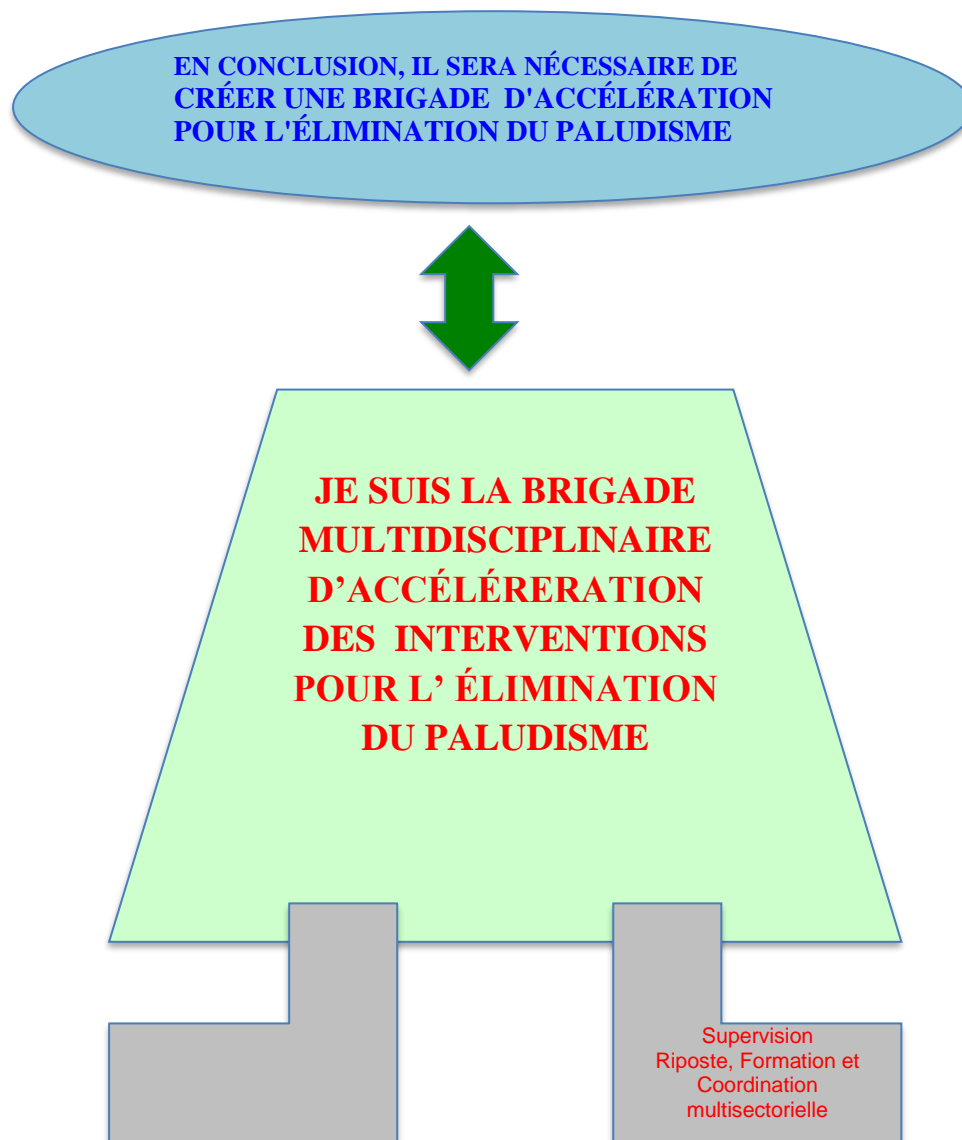 EN CONCLUSION, IL SERA NÉCESSAIRE DE
CRÉER UNE BRIGADE D'ACCÉLÉRATION
POUR L'ÉLIMINATION DU PALUDISME
JE SUIS LA BRIGADE
MULTIDISCIPLINAIRE
D’ACCÉLÉRERATION
DES INTERVENTIONS
POUR L’ ÉLIMINATION
DU PALUDISME
Supervision
Riposte, Formation et
Coordination
multisectorielle